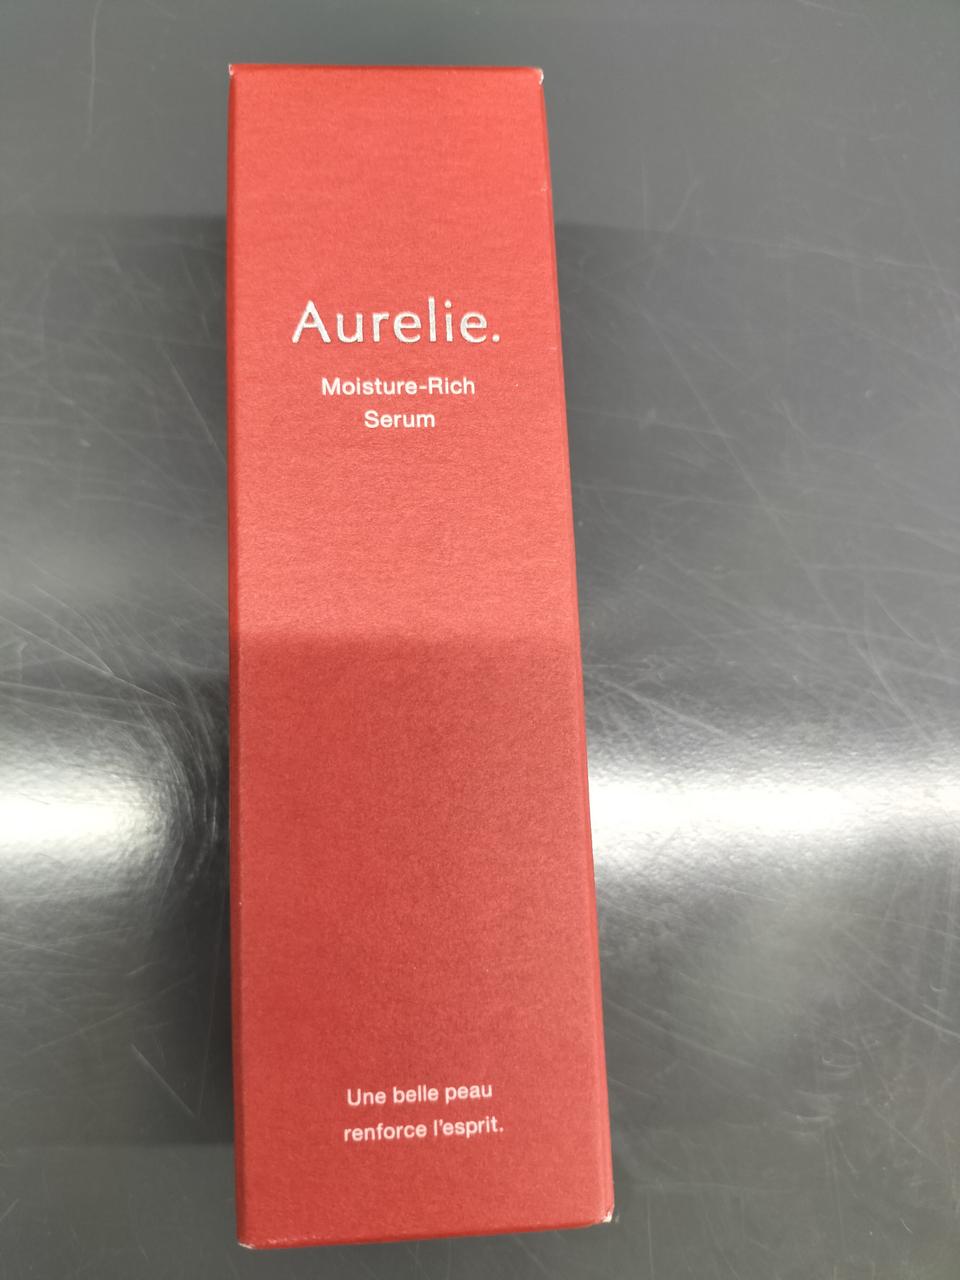 Aurelie.
Moisture-Rich
Serum
Une belle peau
renforce l'esprit.